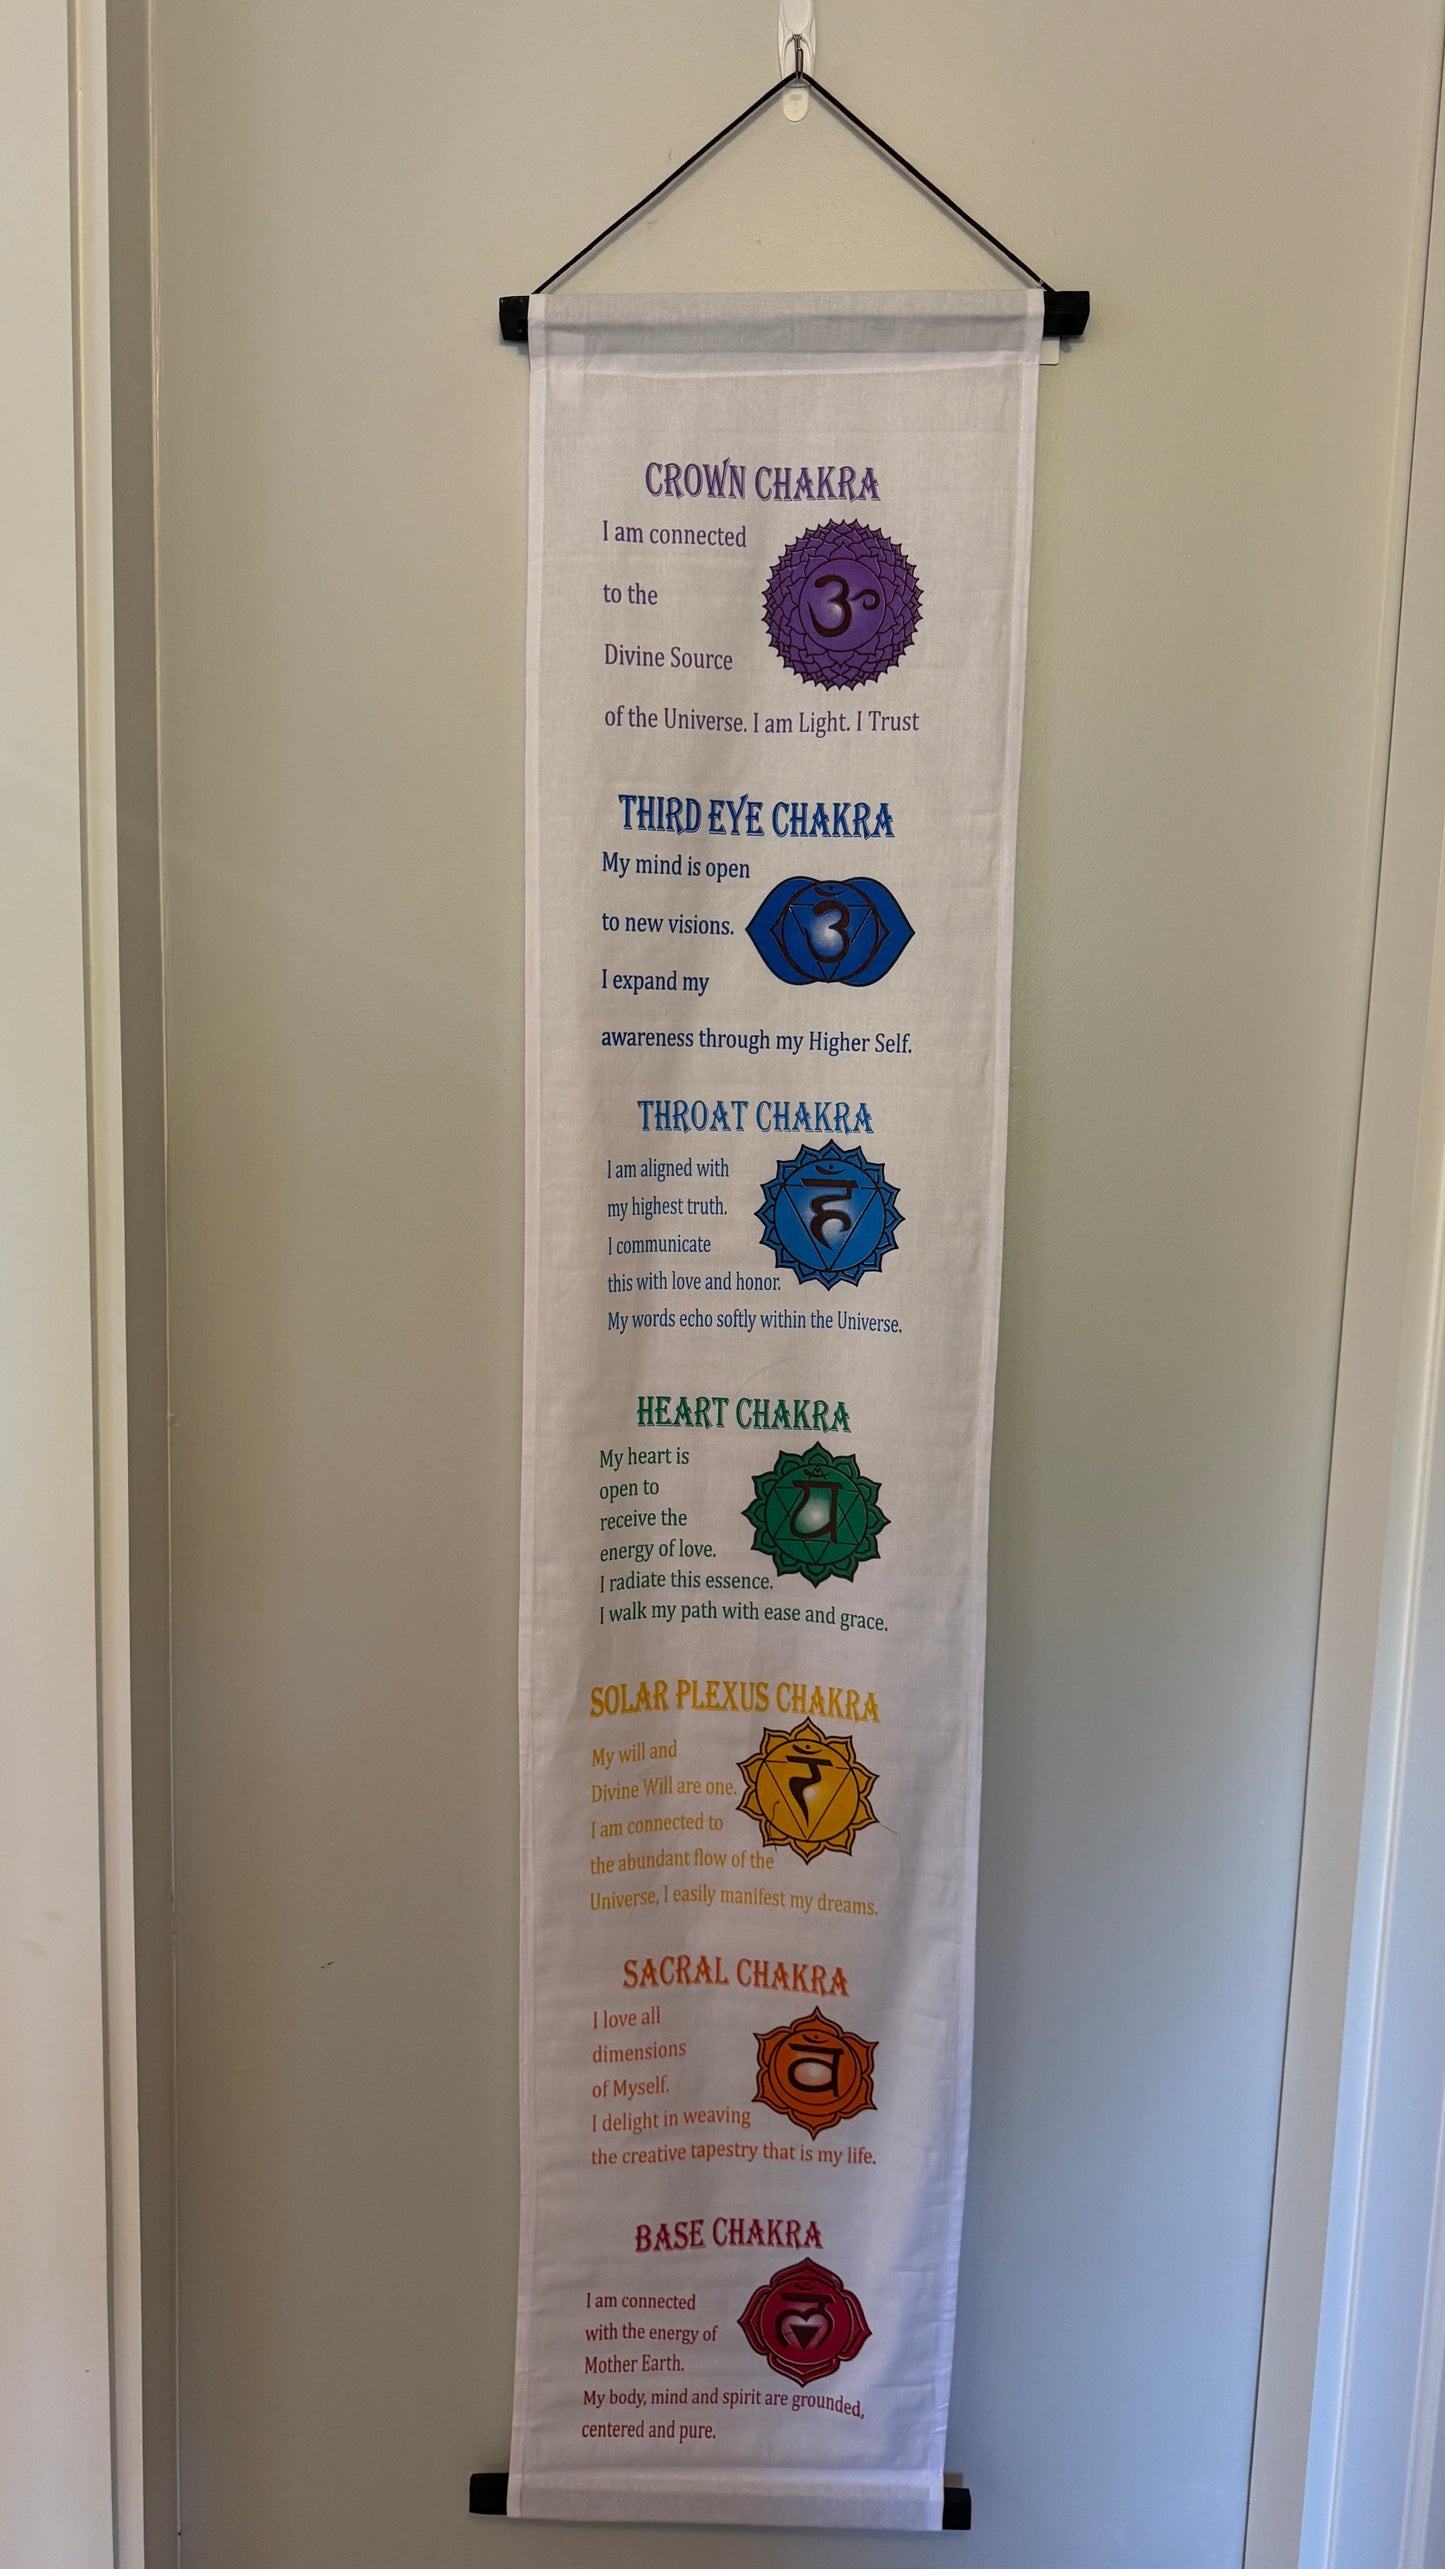 CROWN CHAKRA
I am connected
to the
Divine Source
of the Universe. I am Light. I Trust
ॐ
THIRD EYE CHAKRA
My mind is open
to new visions.
I expand my
awareness through my Higher Self.
THROAT CHAKRA
I am aligned with
my highest truth.
I communicate
this with love and honor.
My words echo softly within the Universe.
HEART CHAKRA
My heart is
open to
receive the
energy of love.
I radiate this essence.
I walk my path with ease and grace.
SOLAR PLEXUS CHAKRA
My will and
Divine Will are one.
I am connected to
the abundant flow of the
Universe, I easily manifest my dreams.
SACRAL CHAKRA
I love all
dimensions
of Myself.
I delight in weaving
the creative tapestry that is my life.
BASE CHAKRA
I am connected
with the energy of
Mother Earth.
My body, mind and spirit are grounded,
centered and pure.